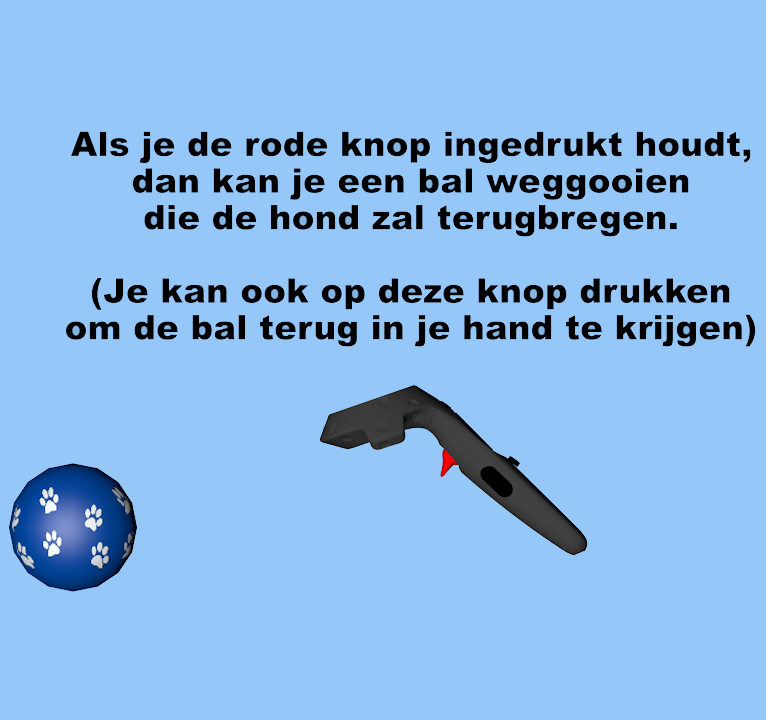 Als je de rode knop ingedrukt houdt,
dan kan je een bal weggooien
die de hond zal terugbregen.
(Je kan ook op deze knop drukken
om de bal terug in je hand te krijgen)